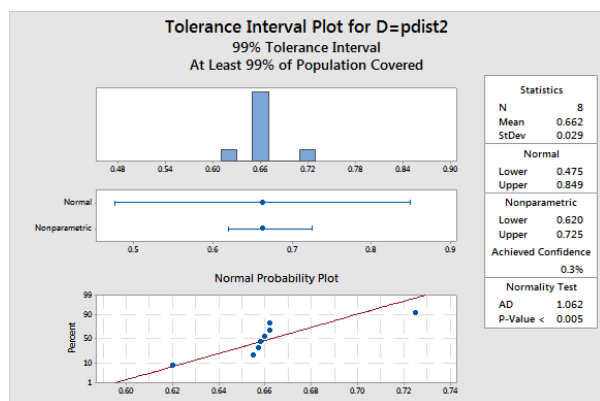 Tolerance Interval Plot for D=pdist2
99% Tolerance Interval
At Least 99% of Population Covered
0.48 0.54 0.60 0.66 0.72 0.78 0.84 0.90
Normal
Nonparametric
0.5 0.6 0.7 0.8 0.9
Normal Probability Plot
Percent
99
90
50
10
1
0.60 0.62 0.64 0.66 0.68 0.70 0.72 0.74
Statistics
N 8
Mean 0.662
StDev 0.029
Normal
Lower 0.475
Upper 0.849
Nonparametric
Lower 0.620
Upper 0.725
Achieved Confidence
0.3%
Normality Test
AD 1.062
P-Value < 0.005